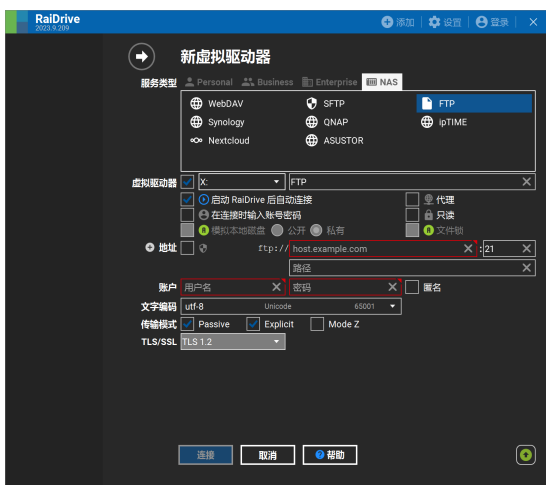 RaiDrive
2023.9.209
添加 设置 登录
新虚拟驱动器
服务类型 Personal Business Enterprise NAS
WebDAV SFTP FTP
Synology QNAP ipTIME
Nextcloud ASUSTOR
虚拟驱动器 X: FTP
启动 RaiDrive 后自动连接 代理
在连接时输入账号密码 只读
模拟本地磁盘 公开 私有 文件锁
地址 ftp:// host.example.com : 21
路径
账户 用户名 密码 匿名
文字编码 utf-8 Unicode 65001
传输模式 Passive Explicit Mode Z
TLS/SSL TLS 1.2
连接 取消 帮助